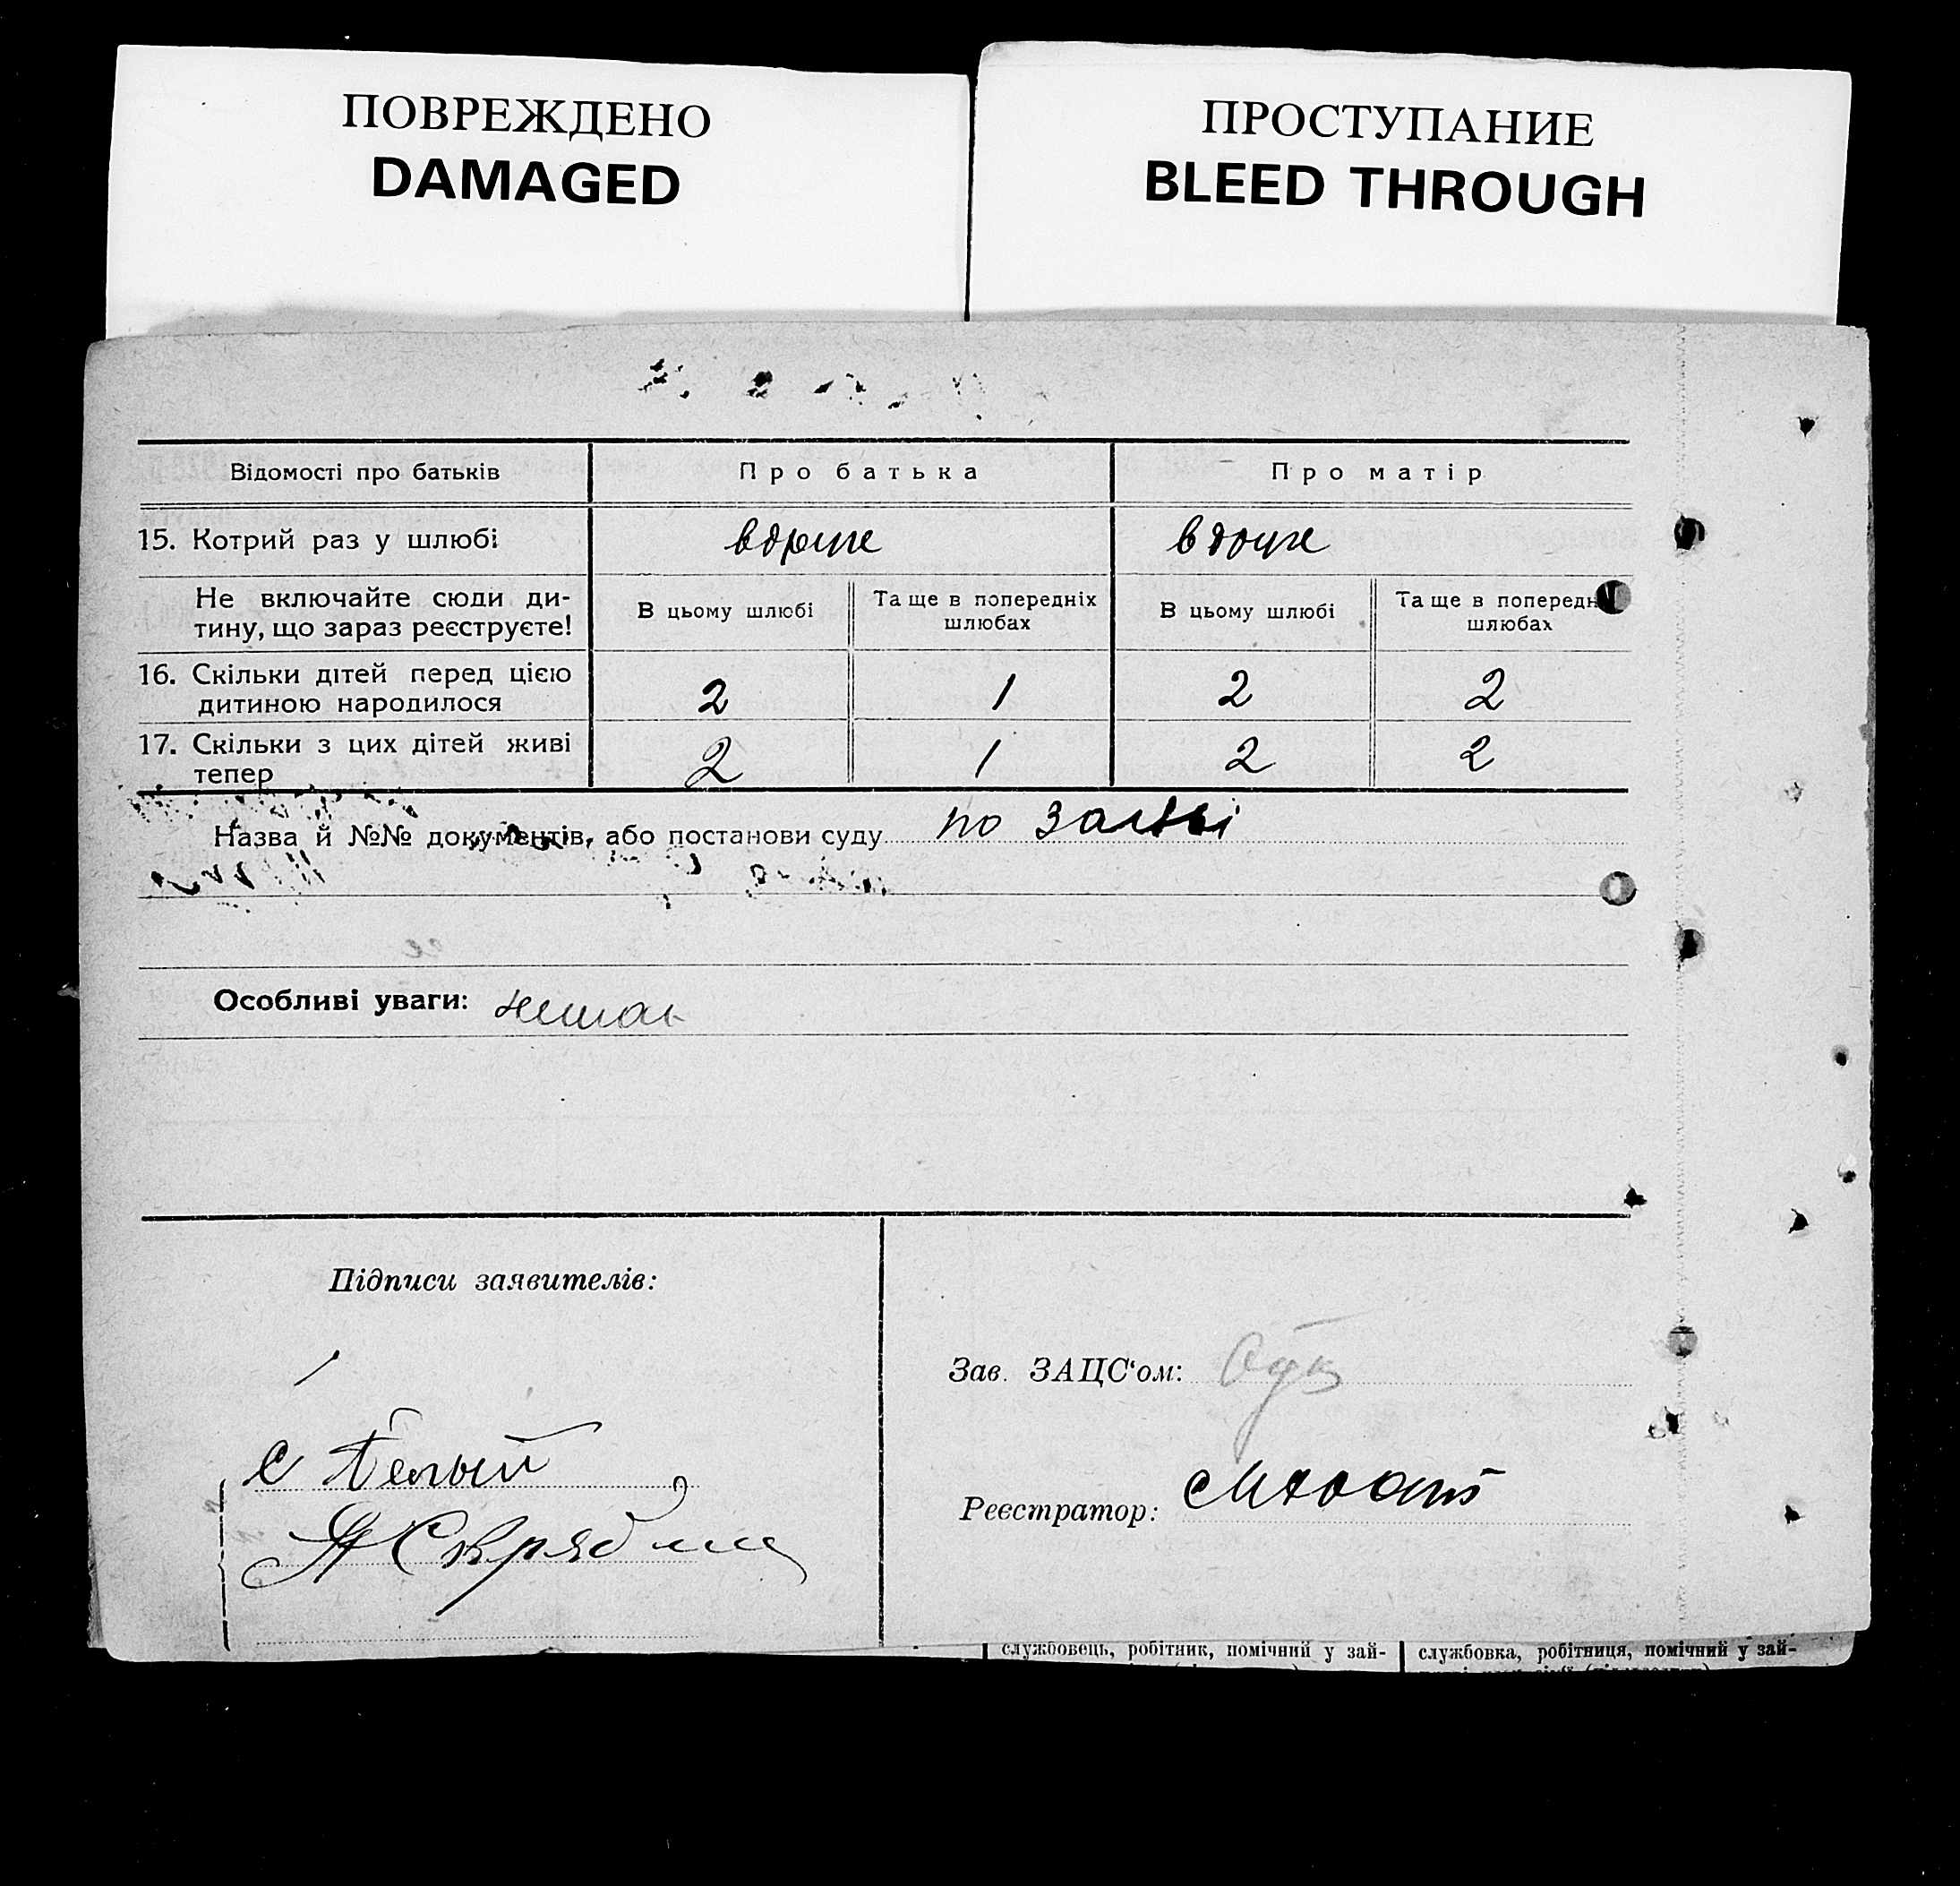 ПОВРЕЖДЕНО
DAMAGED
ПРОСТУПАНИЕ
BLEED THROUGH
Відомості про батьків Про батька Про матір
15. Котрий раз у шлюбі вдруге вдруге
Не включайте сюди ди-
тину, що зараз реєструєте!
В цьому шлюбі
Та ще в попередніх
шлюбах
В цьому шлюбі
Та ще в попередн
шлюбах
16. Скільки дітей перед цією
дитиною народилося
2 1 2 2
17. Скільки з цих дітей живі
тепер
2 1 2 2
Назва й №№ документів, або постанови суду по заяві
Особливі уваги: немає
Підписи заявителів:
С Белый
Зав. ЗАЦС'ом:
Реєстратор:
службовець, робітник, помічний у зай-
службовка, робітниця, помічний у зай-